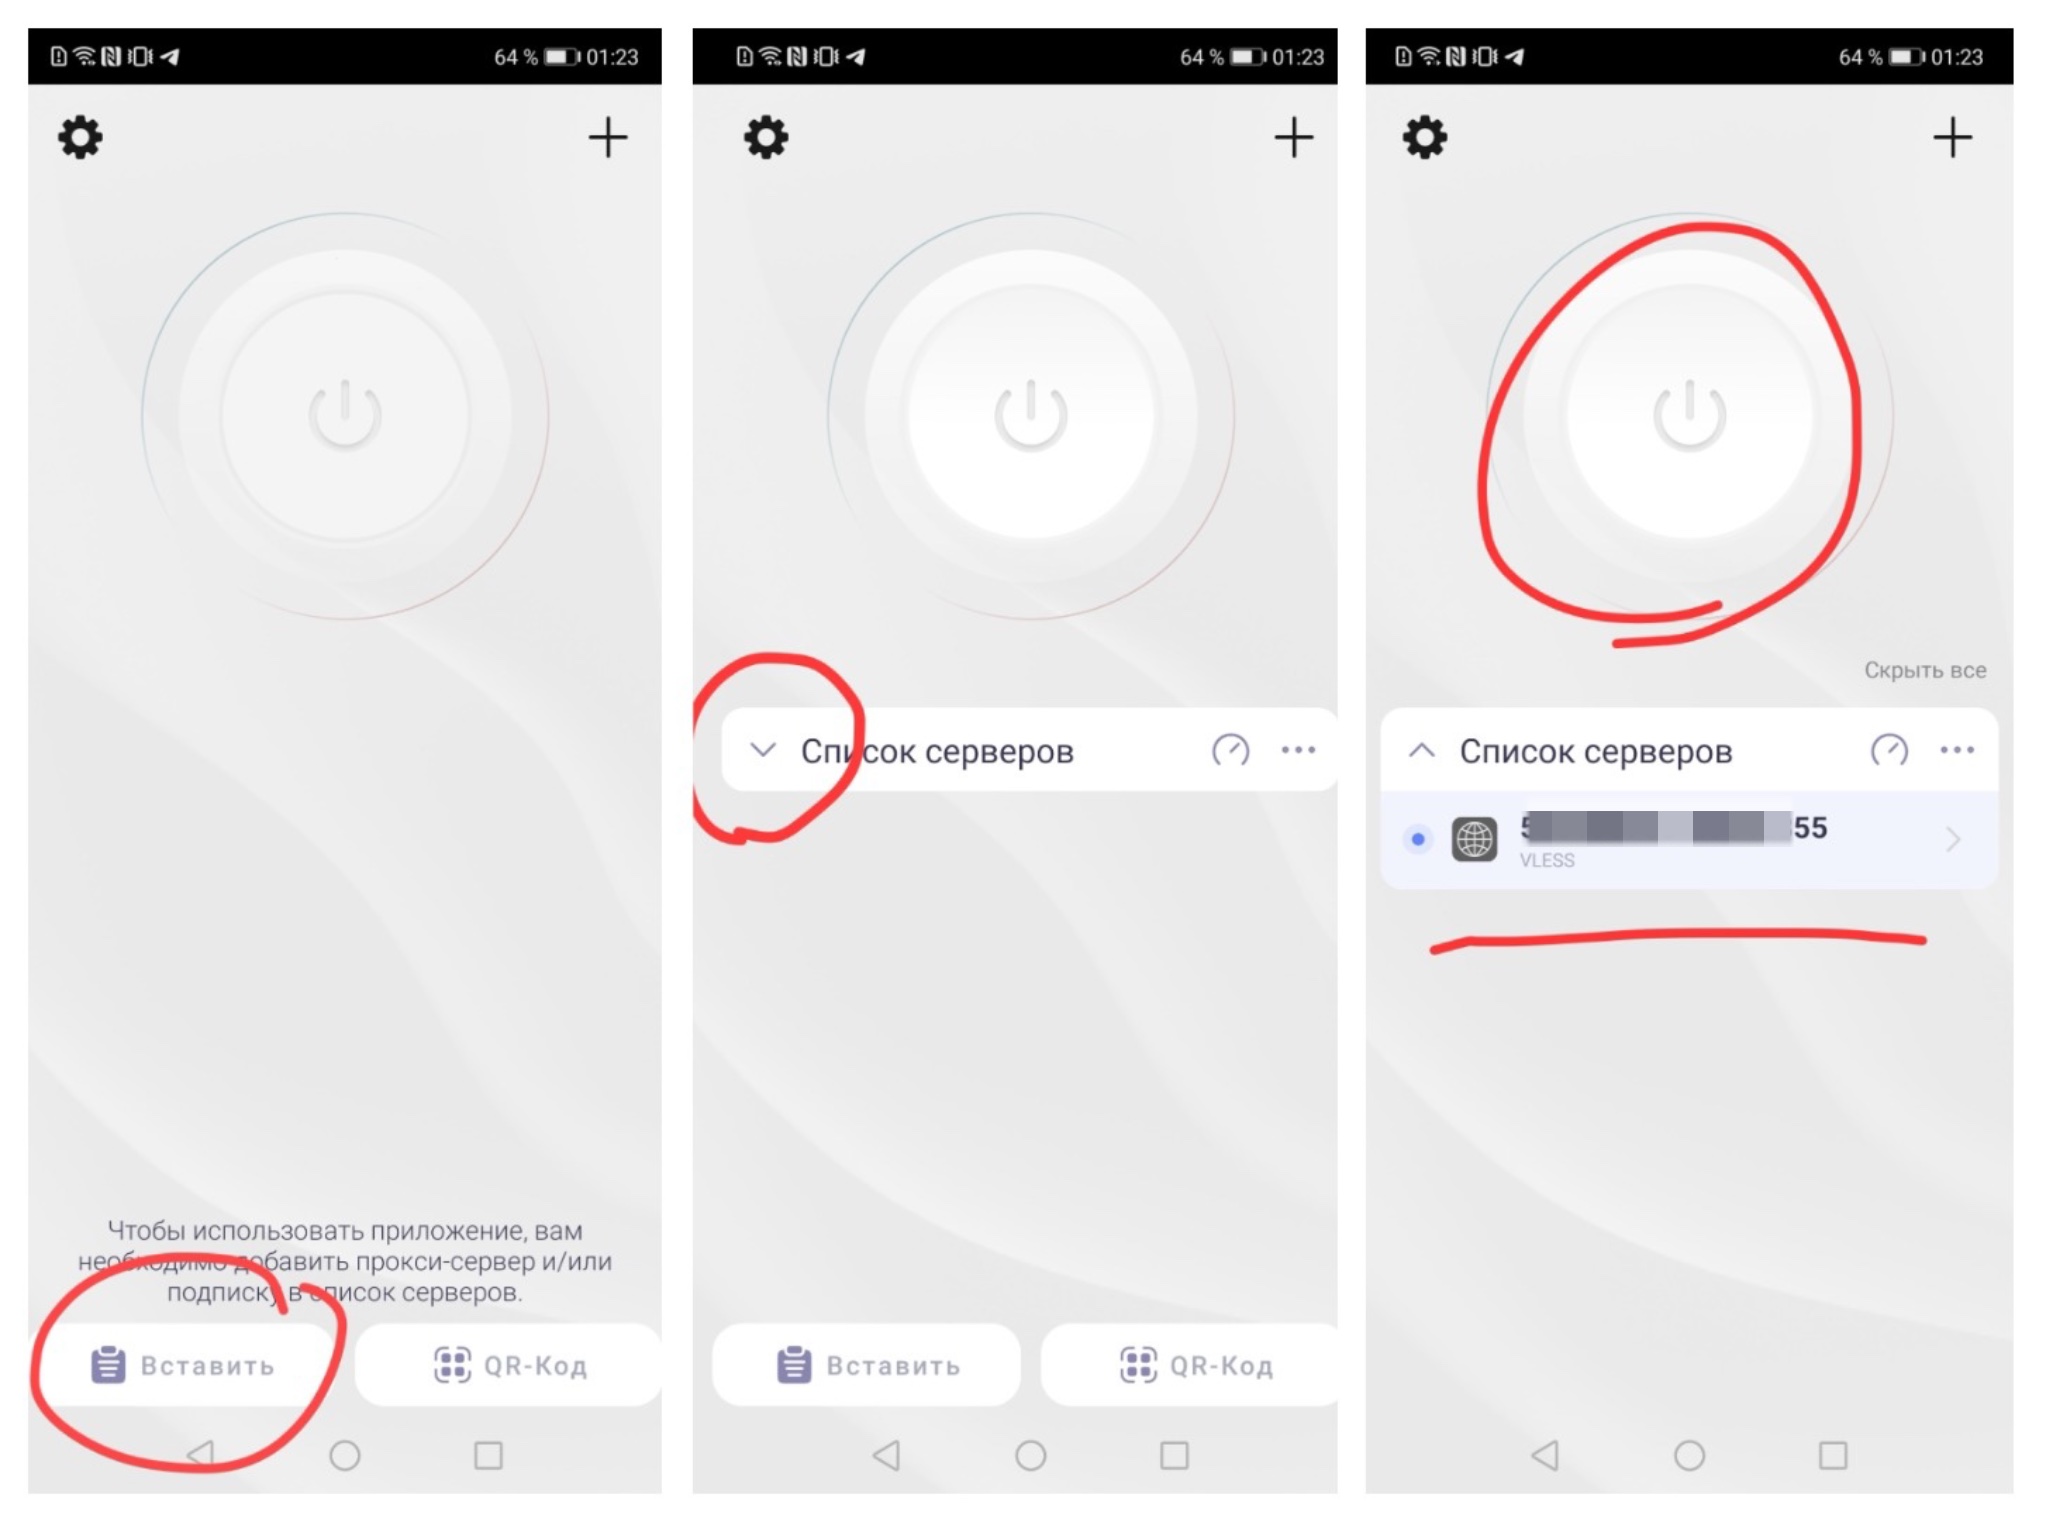 64 % 01:23
Чтобы использовать приложение, вам
необходимо добавить прокси-сервер и/или
подписку в список серверов.
Вставить
QR-Код
64 % 01:23
Список серверов
Вставить
QR-Код
64 % 01:23
Скрыть все
Список серверов
5 55
VLESS